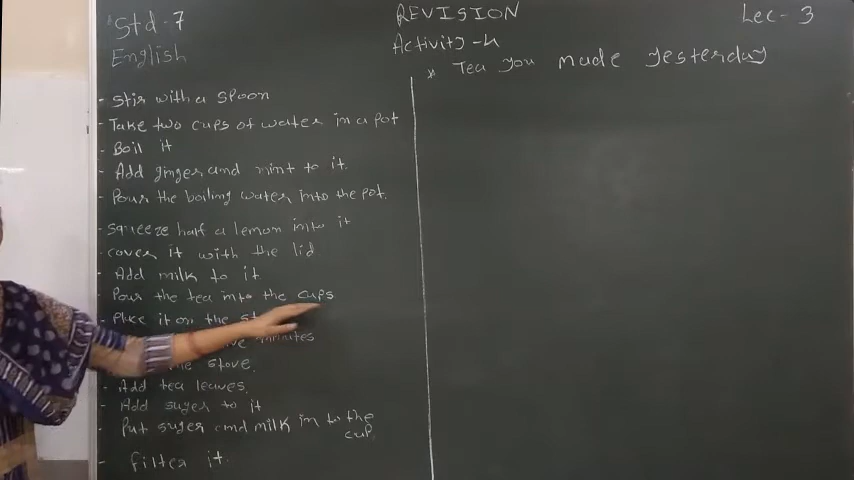 Std-7
REVISION
Lec-3
English
Activity-4
* Tea you made yesterday
- Stir with a spoon
- Take two cups of water in a pot
- Boil it
- Add ginger and mint to it.
- Pour the boiling water into the pot.
- squeeze half a lemon into it
- cover it with the lid
- Add milk to it.
- Pour the tea into the cups
- Place it on the
minutes
the stove.
- Add tea leaves.
- Add suger to it
- Put suger and milk in to the
cup.
- filter it.